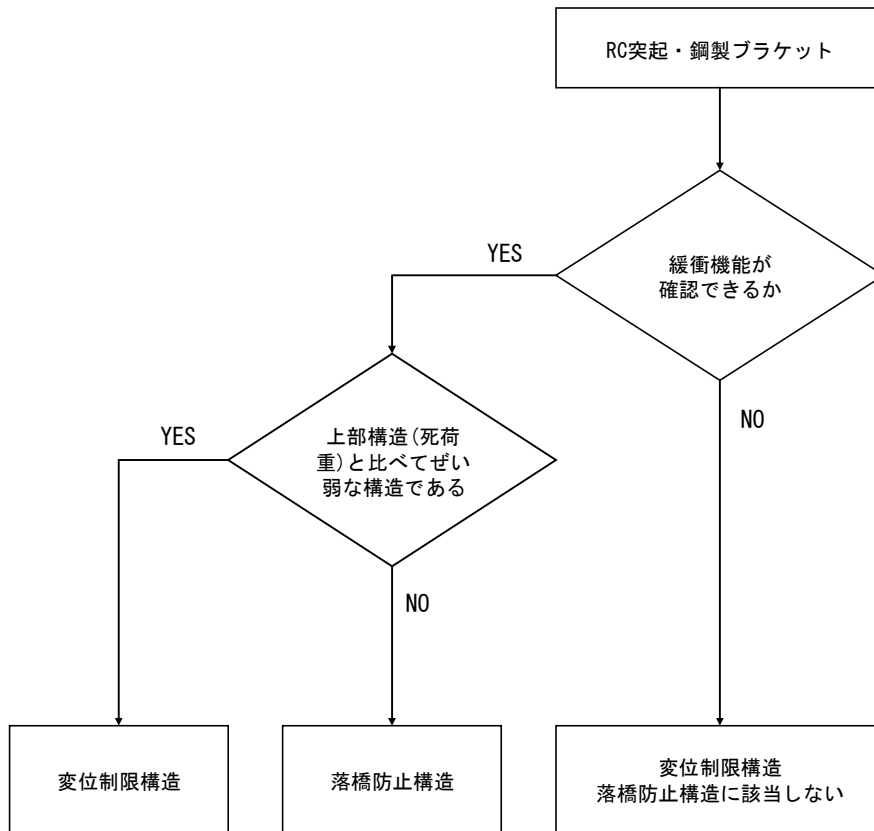 RC突起・鋼製ブラケット
緩衝機能が
確認できるか
YES
NO
上部構造(死荷
重)と比べてぜい
弱な構造である
YES
NO
変位制限構造
落橋防止構造
変位制限構造
落橋防止構造に該当しない